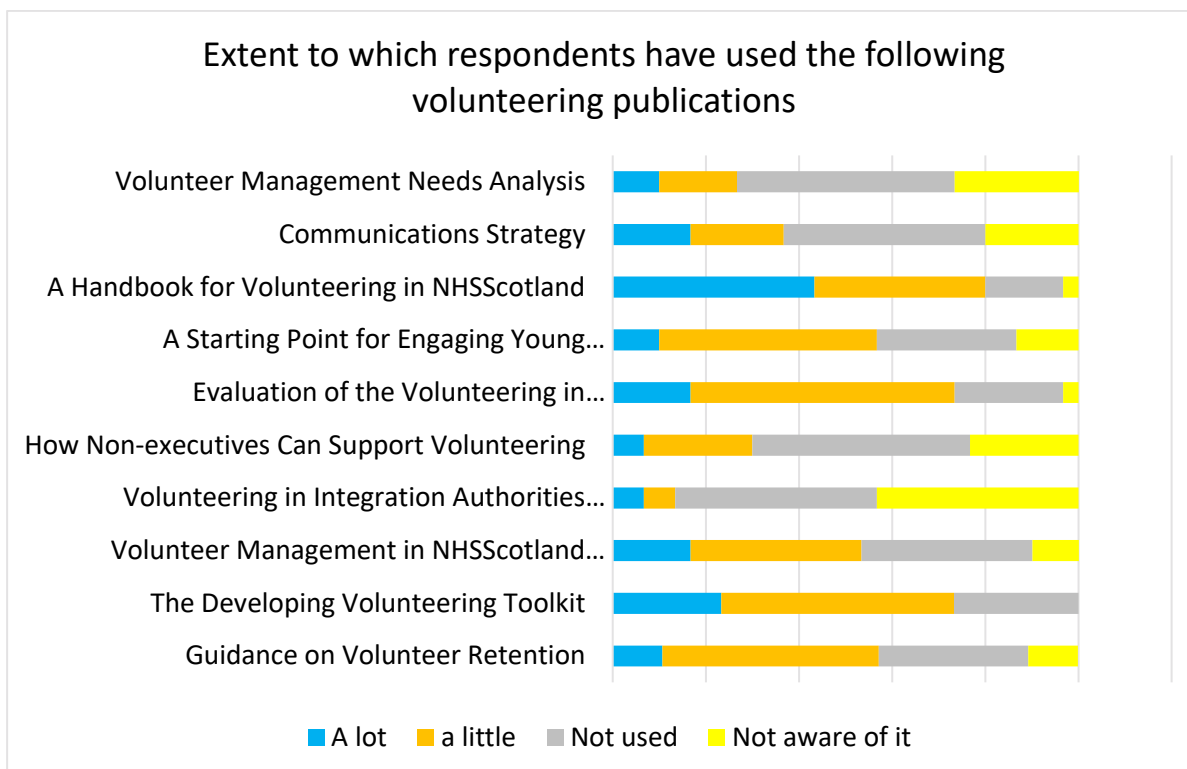 Extent to which respondents have used the following
volunteering publications
Volunteer Management Needs Analysis
Communications Strategy
A Handbook for Volunteering in NHSScotland
A Starting Point for Engaging Young...
Evaluation of the Volunteering in...
How Non-executives Can Support Volunteering
Volunteering in Integration Authorities...
Volunteer Management in NHSScotland...
The Developing Volunteering Toolkit
Guidance on Volunteer Retention
A lot a little Not used Not aware of it